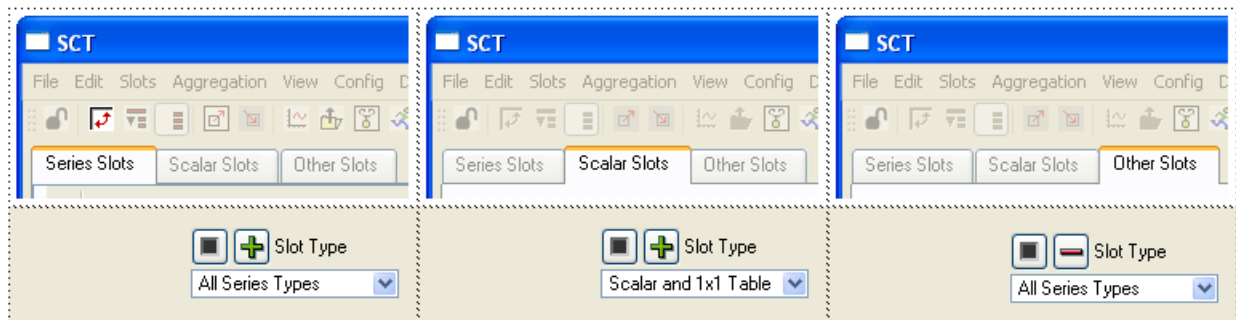 SCT
File Edit Slots Aggregation View Config D
Series Slots Scalar Slots Other Slots
Slot Type
All Series Types
SCT
File Edit Slots Aggregation View Config D
Series Slots Scalar Slots Other Slots
Slot Type
Scalar and 1x1 Table
SCT
File Edit Slots Aggregation View Config D
Series Slots Scalar Slots Other Slots
Slot Type
All Series Types